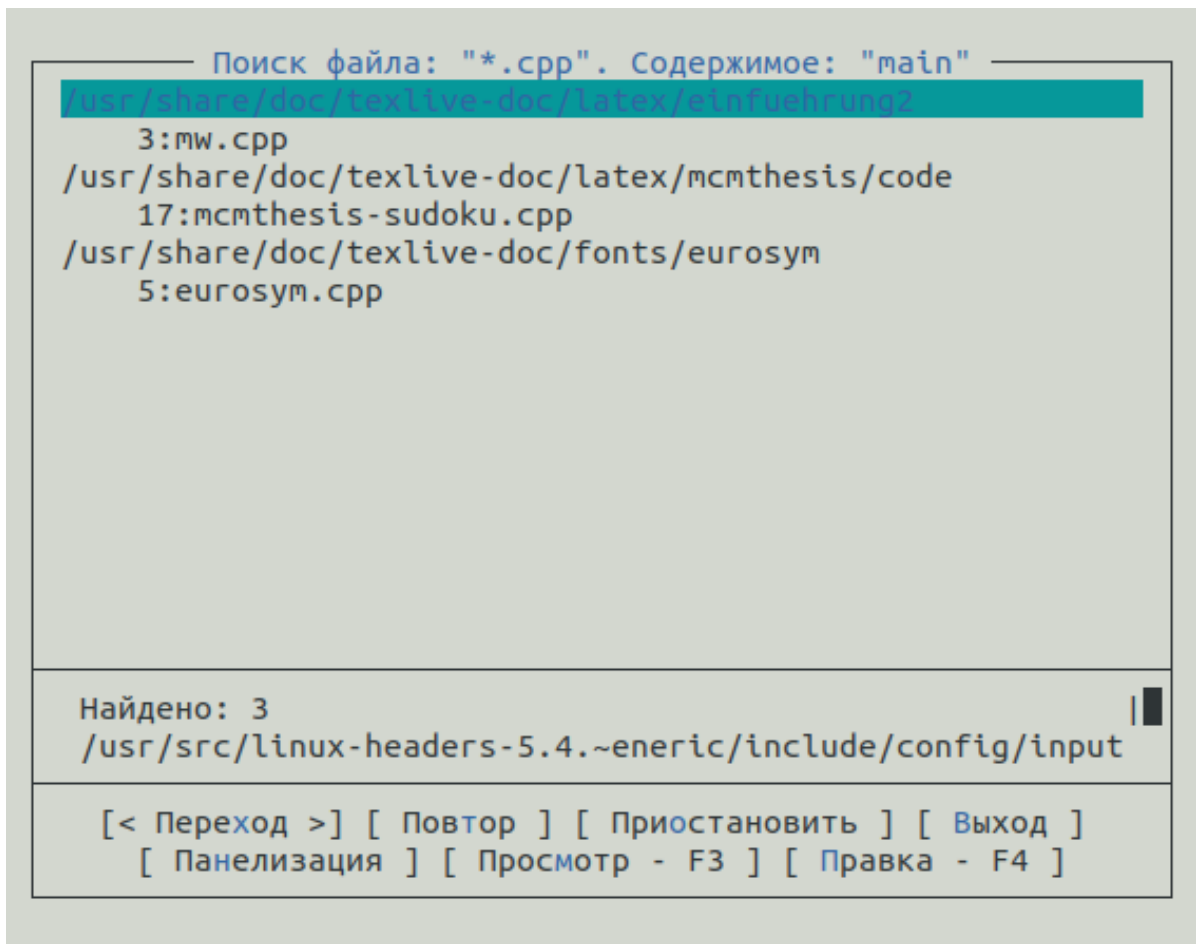 Поиск файла: "*.cpp". Содержимое: "main"
/usr/share/doc/texlive-doc/latex/einfuehrung2
3:mw.cpp
/usr/share/doc/texlive-doc/latex/mcmthesis/code
17:mcmthesis-sudoku.cpp
/usr/share/doc/texlive-doc/fonts/eurosym
5:eurosym.cpp
Найдено: 3 |
/usr/src/linux-headers-5.4.~eneric/include/config/input
[< Переход >] [ Повтор ] [ Приостановить ] [ Выход ]
[ Панелизация ] [ Просмотр - F3 ] [ Правка - F4 ]